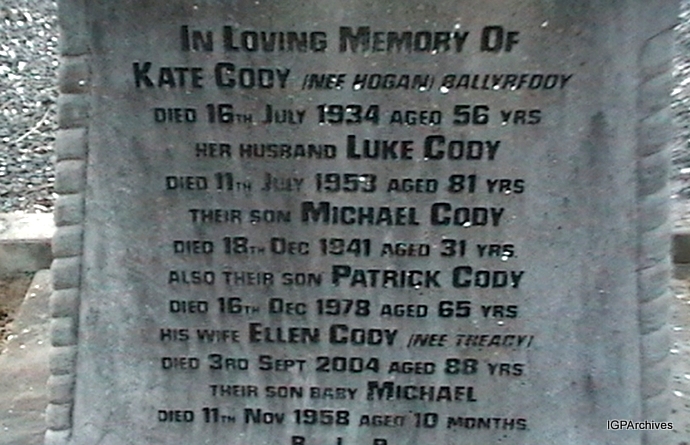 IN LOVING MEMORY OF
KATE CODY (NEE HOGAN) BALLYREDDY
DIED 16TH JULY 1934 AGED 56 YRS
HER HUSBAND LUKE CODY
DIED 11TH JULY 1953 AGED 81 YRS
THEIR SON MICHAEL CODY
DIED 18TH DEC 1941 AGED 31 YRS.
ALSO THEIR SON PATRICK CODY
DIED 16TH DEC 1978 AGED 65 YRS
HIS WIFE ELLEN CODY (NEE TREACY)
DIED 3RD SEPT 2004 AGED 88 YRS
THEIR SON BABY MICHAEL
DIED 11TH NOV 1958 AGED 10 MONTHS.
R. I. P.
IGPArchives